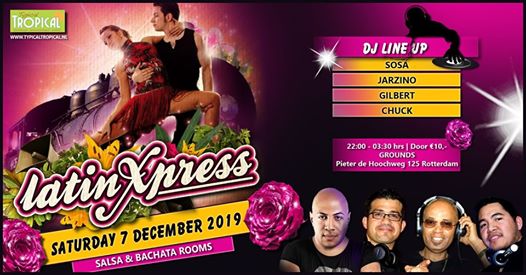 Typical
TROPICAL
WWW.TYPICALTROPICAL.NL
latinXpress
SATURDAY 7 DECEMBER 2019
SALSA & BACHATA ROOMS
DJ LINE UP
SOSA
JARZINO
GILBERT
CHUCK
22:00 - 03:30 hrs | Door €10,-
GROUNDS
Pieter de Hoochweg 125 Rotterdam